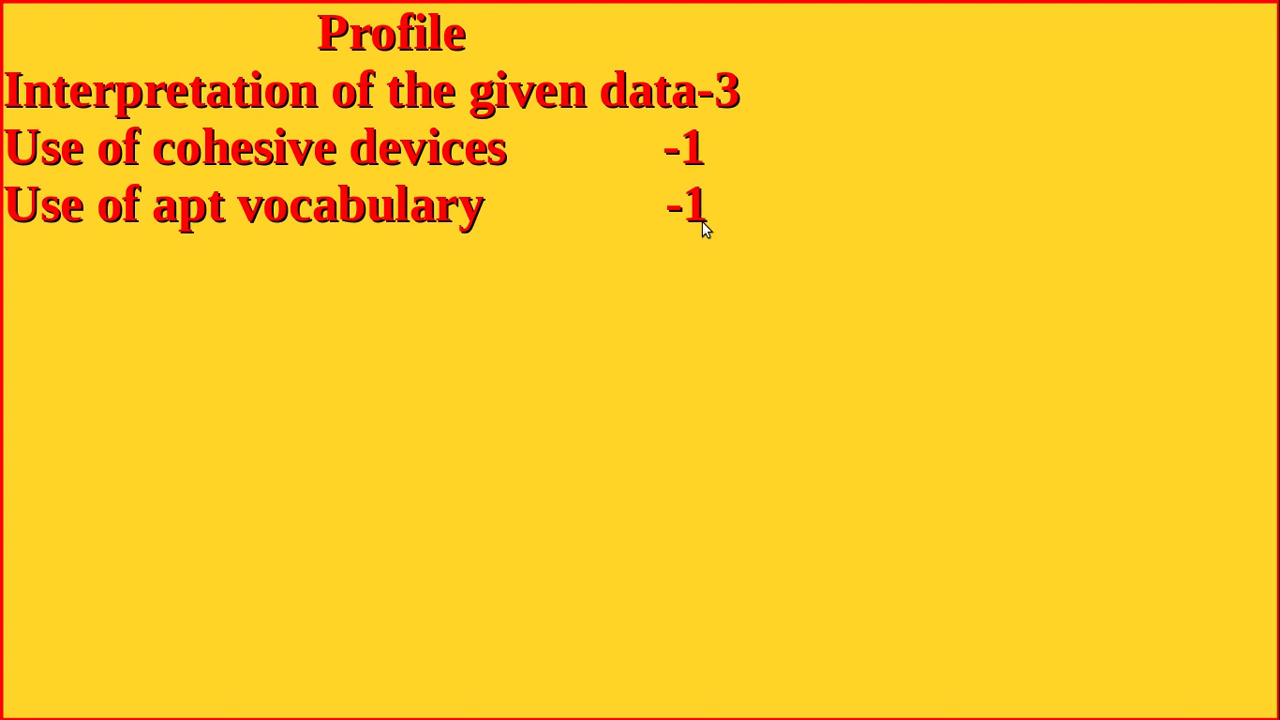 Profile
Interpretation of the given data-3
Use of cohesive devices -1
Use of apt vocabulary -1